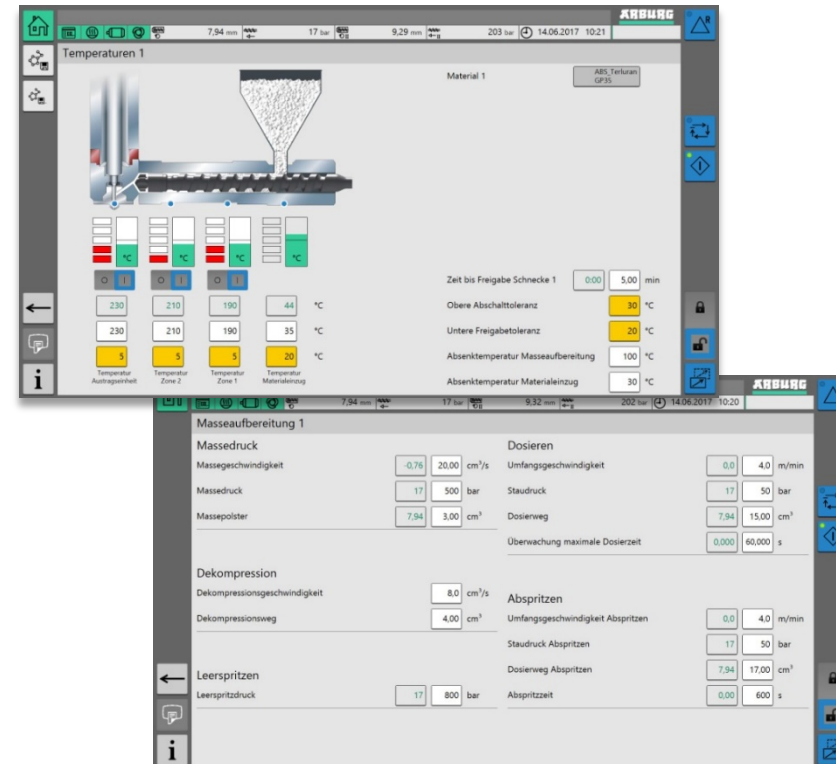 ARBURG
7,94 mm 17 bar 9,29 mm 203 bar 14.06.2017 10:21
Temperaturen 1
Material 1 ABS_Terluran GP35
°C °C °C °C
Zeit bis Freigabe Schnecke 1 0:00 5,00 min
230 210 190 44 °C Obere Abschalttoleranz 30 °C
230 210 190 35 Untere Freigabetoleranz 20 °C
5 5 5 20 °C Absenktemperatur Masseaufbereitung 100 °C
Temperatur Austragseinheit Temperatur Zone 2 Temperatur Zone 1 Temperatur Materialeinzug
Absenktemperatur Materialeinzug 30 °C
i
ARBURG
7,94 mm 17 bar 9,32 mm 202 bar 14.06.2017 10:20
Masseaufbereitung 1
Massedruck
Massegeschwindigkeit -0,76 20,00 cm³/s
Massedruck 17 500 bar
Massepolster 7,94 3,00 cm³
Dosieren
Umfangsgeschwindigkeit 0,0 4,0 m/min
Staudruck 17 50 bar
Dosierweg 7,94 15,00 cm³
Überwachung maximale Dosierzeit 0,000 60,000 s
Dekompression
Dekompressionsgeschwindigkeit 8,0 cm³/s
Dekompressionsweg 4,00 cm³
Abspritzen
Umfangsgeschwindigkeit Abspritzen 0,0 4,0 m/min
Staudruck Abspritzen 17 50 bar
Dosierweg Abspritzen 7,94 17,00 cm³
Abspritzzeit 0,00 600 s
Leerspritzen
Leerspritzdruck 17 800 bar
i